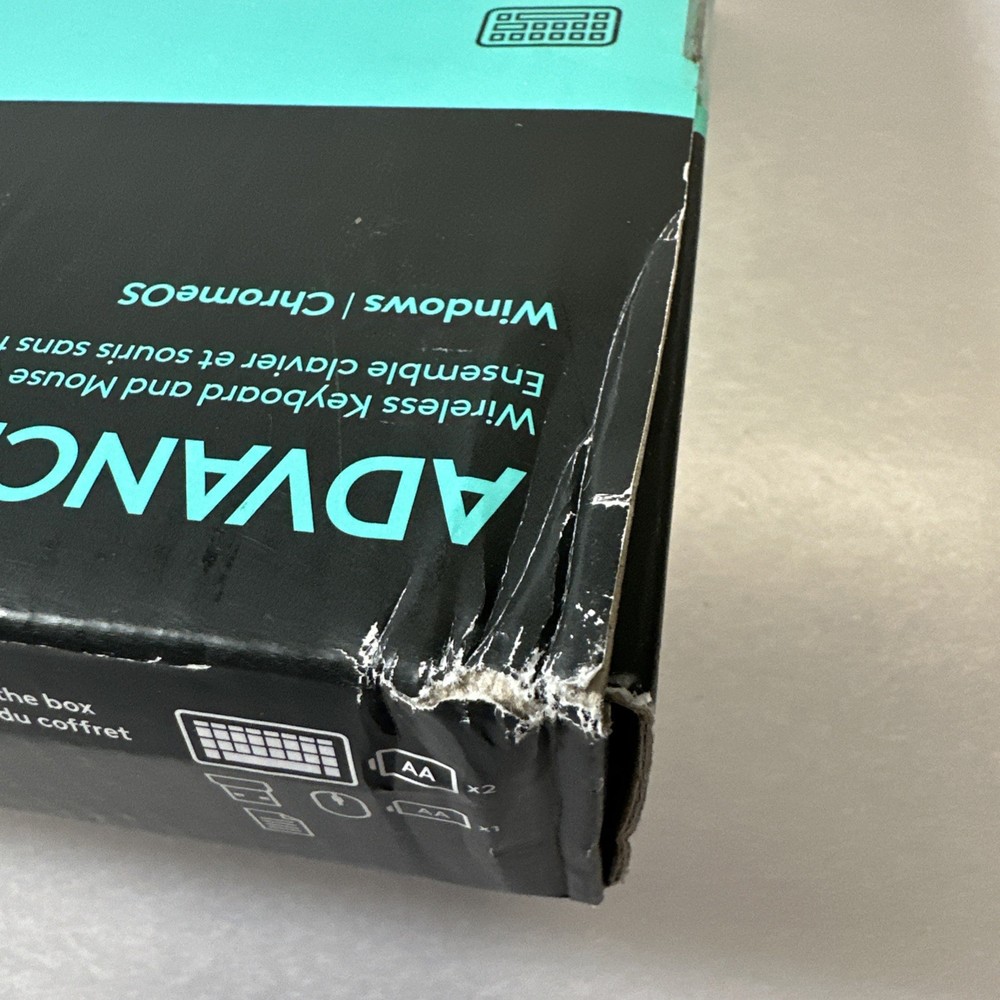 ADVANC
Wireless Keyboard and Mouse
Ensemble clavier et souris sans
Windows | ChromeOS
the box
du coffret
AA
x2
AA
x1